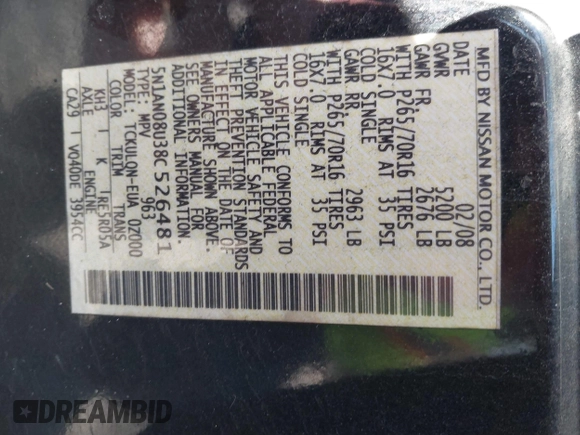 MFD BY NISSAN MOTOR CO., LTD.
02/08
GVWR 5200 LB
GAWR FR. 2676 LB
WITH P265/70R16 TIRES
16X7.0 RIMS AT 35 PSI
COLD SINGLE
GAWR RR 2963 LB
WITH P265/70R16 TIRES
16X7.0 RIMS AT 35 PSI
COLD SINGLE
THIS VEHICLE CONFORMS TO
ALL APPLICABLE FEDERAL
MOTOR VEHICLE SAFETY AND
THEFT PREVENTION STANDARDS
IN EFFECT ON THE DATE OF
MANUFACTURE SHOWN ABOVE.
SEE OWNERS MANUAL FOR
ADDITIONAL INFORMATION.
5N1AN08U38C526481
TYPE: MPV 963
MODEL: TCKULQN-EUA 0Z000
COLOR TRIM TRANS
KH3 K RE5R05A
AXLE ENGINE
CA29 VQ40DE 3954CC
DREAMBID